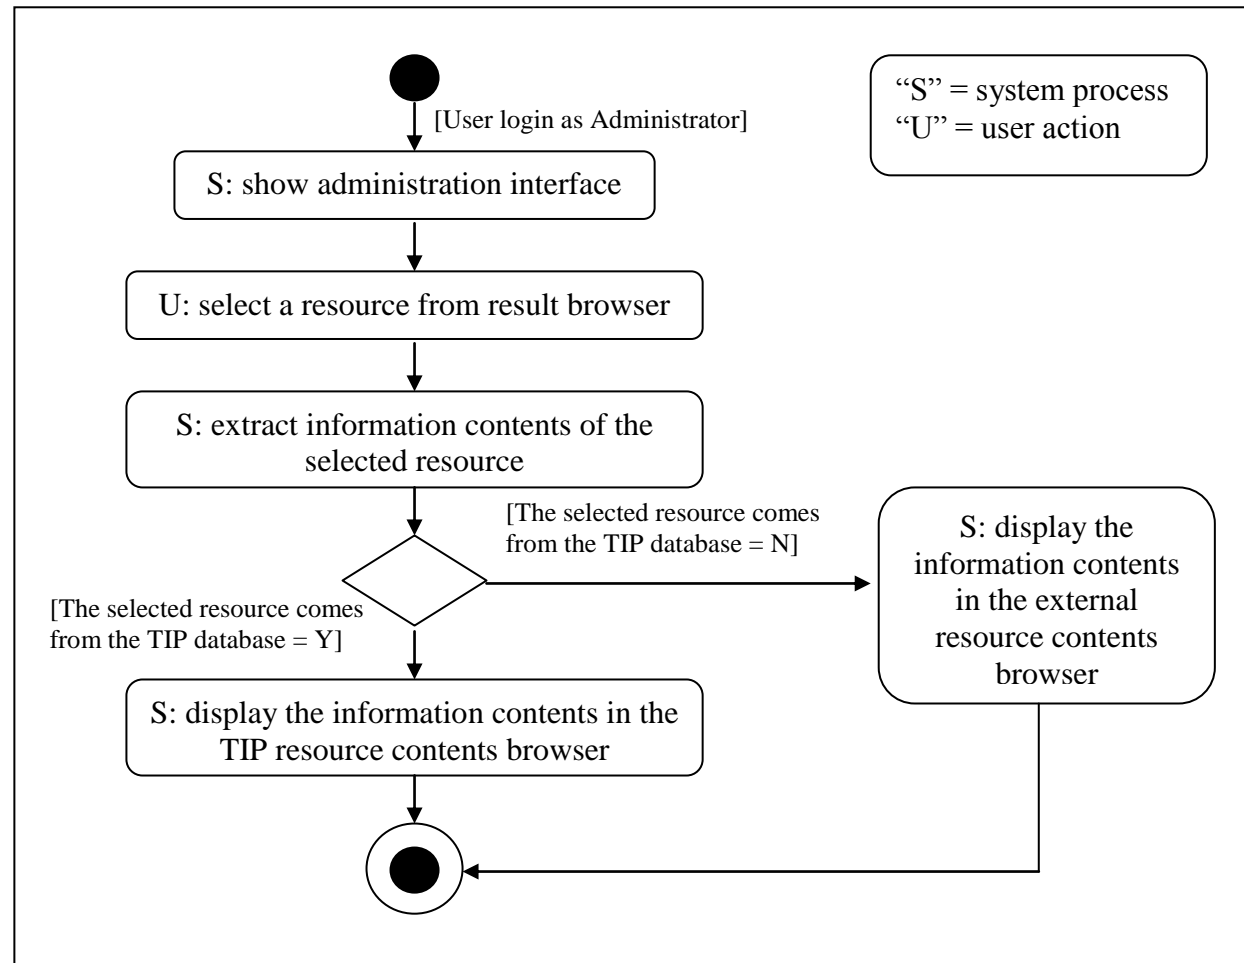 “S” = system process
“U” = user action
[User login as Administrator]
S: show administration interface
U: select a resource from result browser
S: extract information contents of the
selected resource
[The selected resource comes
from the TIP database = N]
S: display the
information contents
in the external
resource contents
browser
[The selected resource comes
from the TIP database = Y]
S: display the information contents in the
TIP resource contents browser